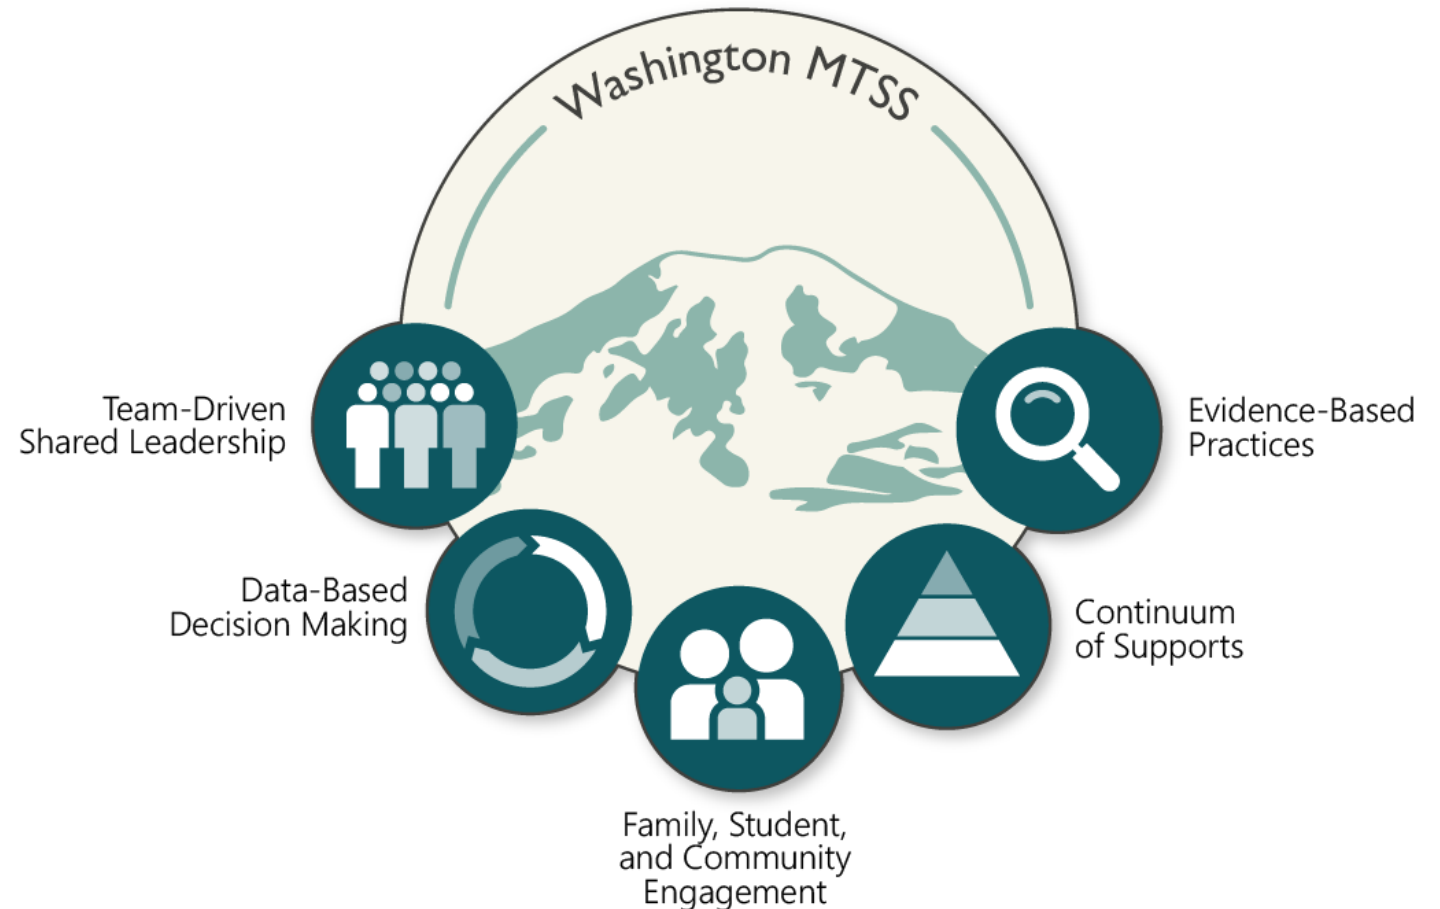 Washington MTSS
Team-Driven
Shared Leadership
Data-Based
Decision Making
Family, Student,
and Community
Engagement
Continuum
of Supports
Evidence-Based
Practices